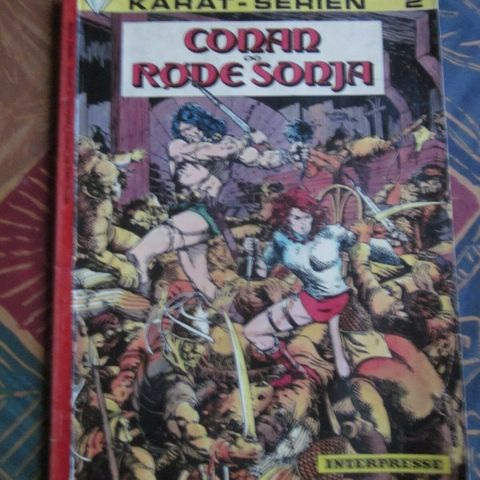 KARAT-SERIEN 2
CONAN
OG
RØDE SONJA
INTERPRESSE